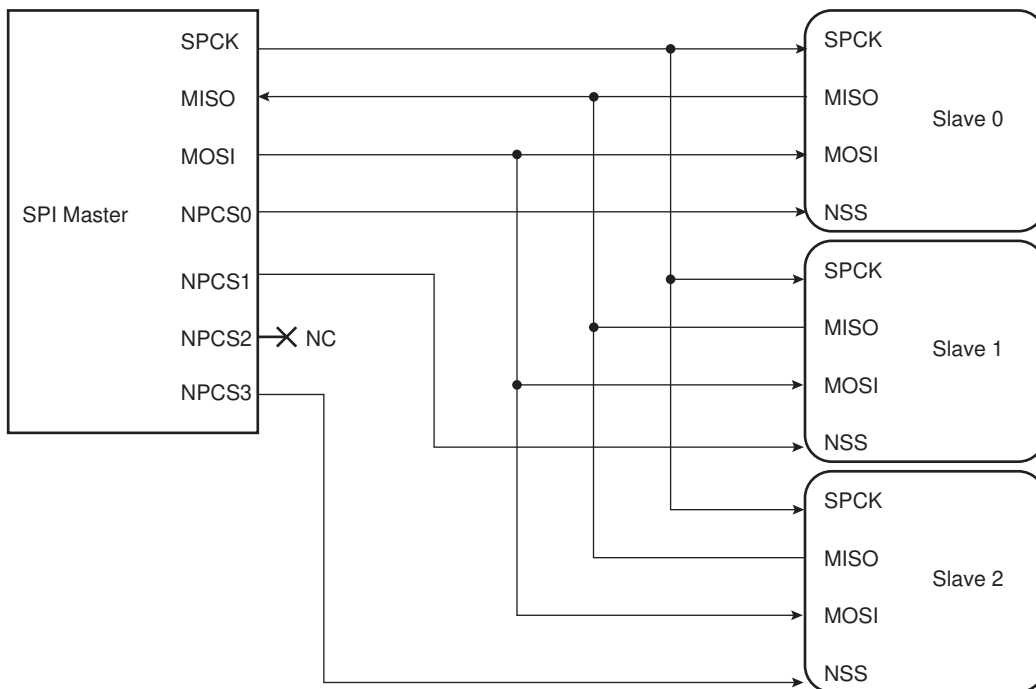 SPI Master
SPCK
MISO
MOSI
NPCS0
NPCS1
NPCS2
NC
NPCS3
SPCK
MISO
Slave 0
MOSI
NSS
SPCK
MISO
Slave 1
MOSI
NSS
SPCK
MISO
Slave 2
MOSI
NSS